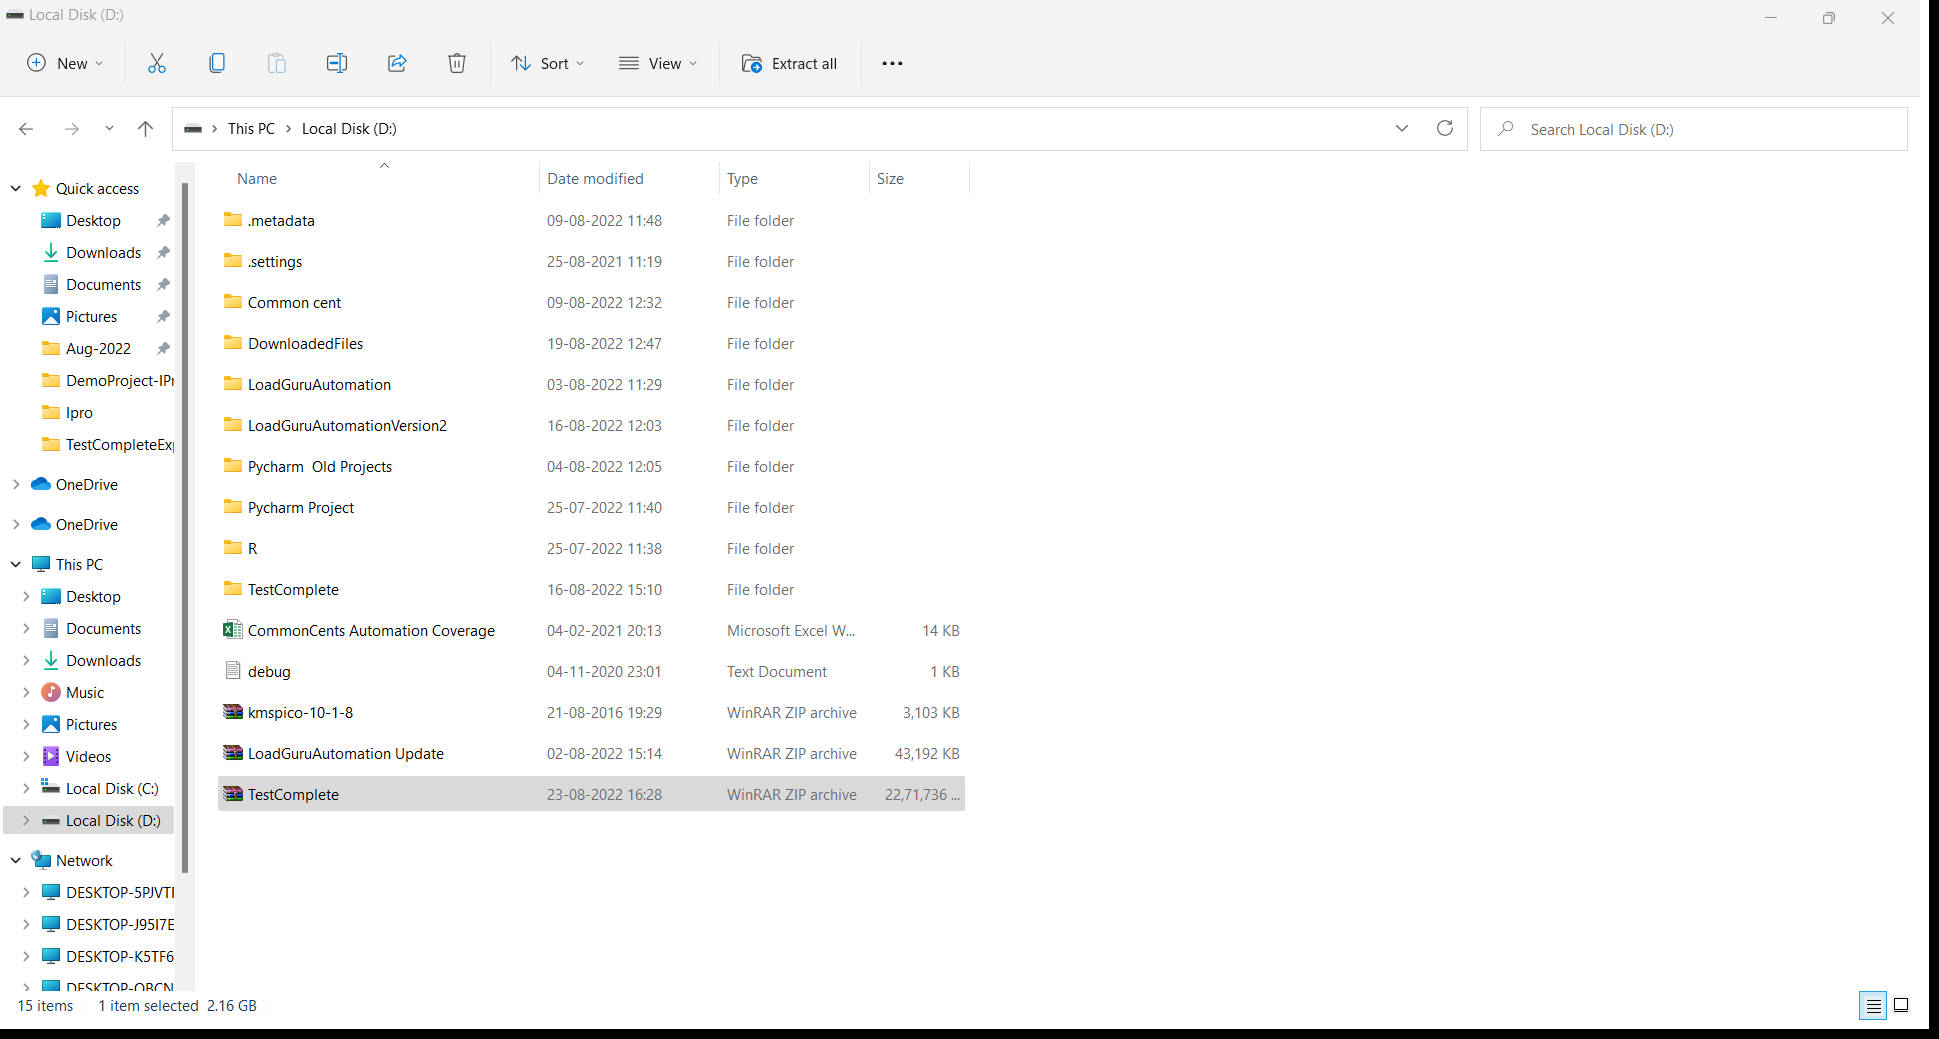 Local Disk (D:)
New
Sort
View
Extract all
This PC
Local Disk (D:)
Search Local Disk (D:)
Quick access
Desktop
Downloads
Documents
Pictures
Aug-2022
DemoProject-IPr
Ipro
TestCompleteExp
OneDrive
OneDrive
This PC
Desktop
Documents
Downloads
Music
Pictures
Videos
Local Disk (C:)
Local Disk (D:)
Network
DESKTOP-5PJVTF
DESKTOP-J95I7E
DESKTOP-K5TF6
DESKTOP-OBCN
Name Date modified Type Size
.metadata 09-08-2022 11:48 File folder
.settings 25-08-2021 11:19 File folder
Common cent 09-08-2022 12:32 File folder
DownloadedFiles 19-08-2022 12:47 File folder
LoadGuruAutomation 03-08-2022 11:29 File folder
LoadGuruAutomationVersion2 16-08-2022 12:03 File folder
Pycharm  Old Projects 04-08-2022 12:05 File folder
Pycharm Project 25-07-2022 11:40 File folder
R 25-07-2022 11:38 File folder
TestComplete 16-08-2022 15:10 File folder
CommonCents Automation Coverage 04-02-2021 20:13 Microsoft Excel W... 14 KB
debug 04-11-2020 23:01 Text Document 1 KB
kmspico-10-1-8 21-08-2016 19:29 WinRAR ZIP archive 3,103 KB
LoadGuruAutomation Update 02-08-2022 15:14 WinRAR ZIP archive 43,192 KB
TestComplete 23-08-2022 16:28 WinRAR ZIP archive 22,71,736 ...
15 items 1 item selected 2.16 GB